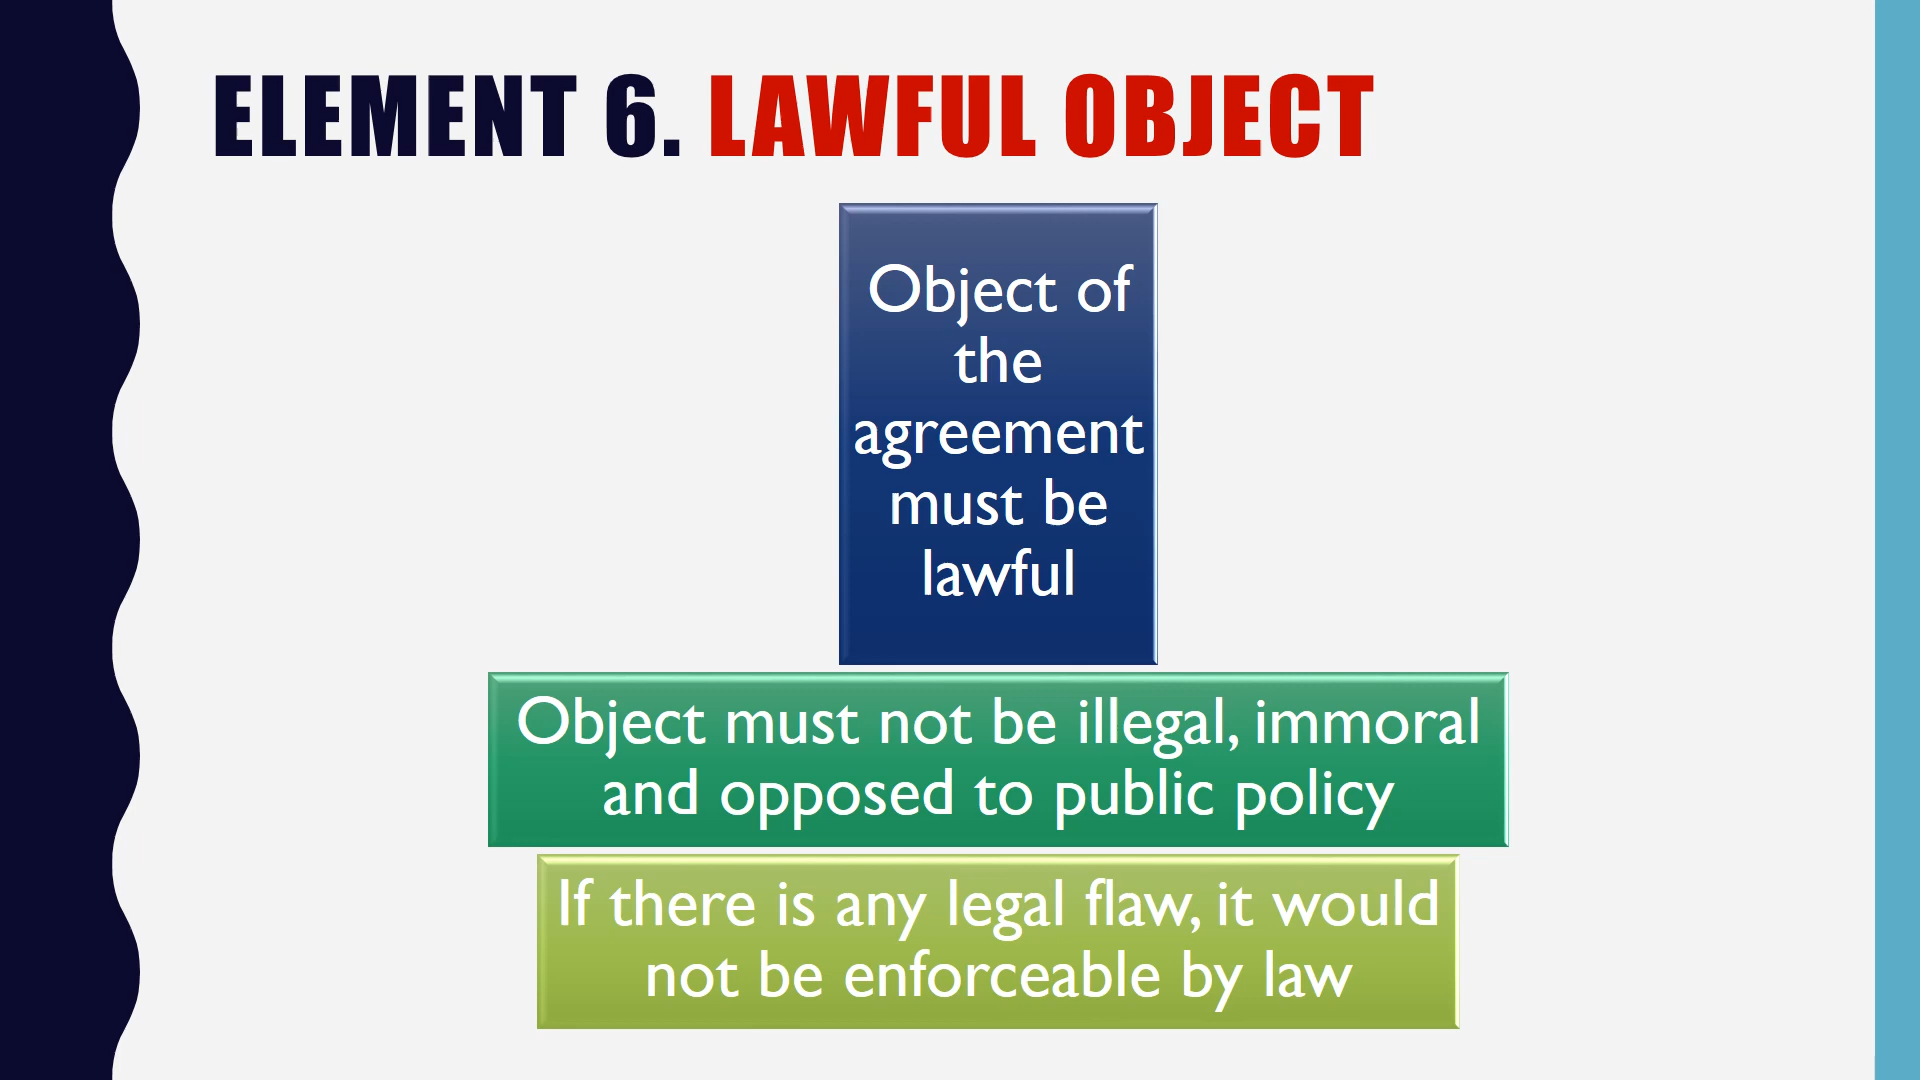 ELEMENT 6. LAWFUL OBJECT
Object of
the
agreement
must be
lawful
Object must not be illegal, immoral
and opposed to public policy
If there is any legal flaw, it would
not be enforceable by law